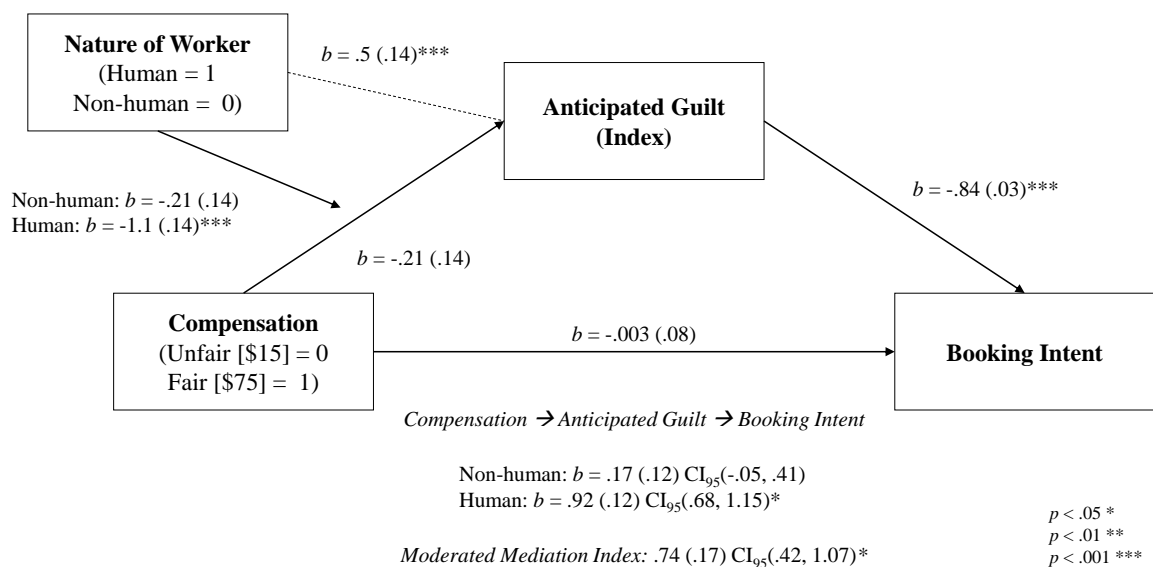 Nature of Worker
(Human = 1
Non-human =  0)
b = .5 (.14)***
Anticipated Guilt
(Index)
Non-human: b = -.21 (.14)
Human: b = -1.1 (.14)***
b = -.84 (.03)***
b = -.21 (.14)
Compensation
(Unfair [$15] = 0
Fair [$75] =  1)
b = -.003 (.08)
Booking Intent
Compensation → Anticipated Guilt → Booking Intent
Non-human: b = .17 (.12) CI95(-.05, .41)
Human: b = .92 (.12) CI95(.68, 1.15)*
Moderated Mediation Index: .74 (.17) CI95(.42, 1.07)*
p < .05 *
p < .01 **
p < .001 ***